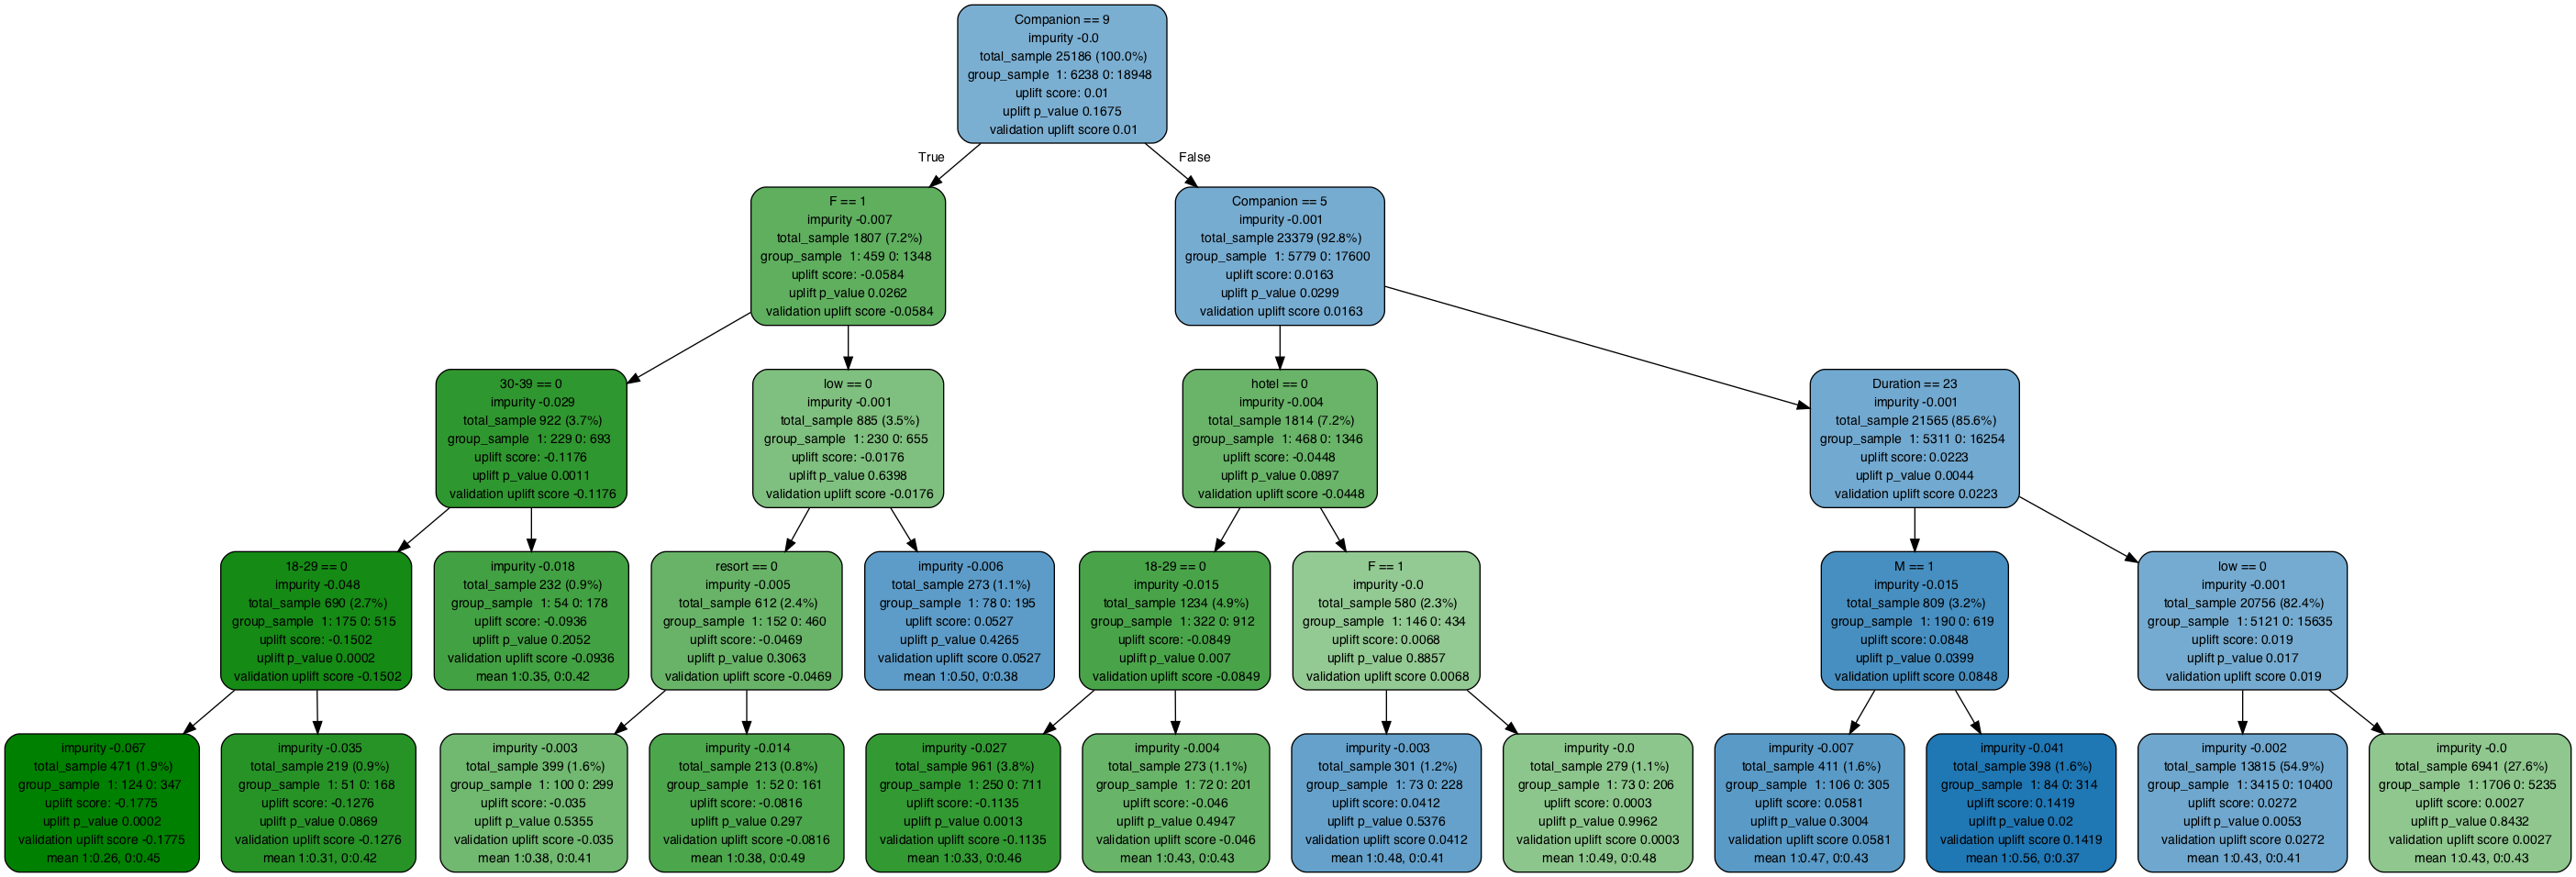 Companion == 9
impurity -0.0
total_sample 25186 (100.0%)
group_sample  1: 6238 0: 18948
uplift score: 0.01
uplift p_value 0.1675
validation uplift score 0.01
True
False
F == 1
impurity -0.007
total_sample 1807 (7.2%)
group_sample  1: 459 0: 1348
uplift score: -0.0584
uplift p_value 0.0262
validation uplift score -0.0584
Companion == 5
impurity -0.001
total_sample 23379 (92.8%)
group_sample  1: 5779 0: 17600
uplift score: 0.0163
uplift p_value 0.0299
validation uplift score 0.0163
30-39 == 0
impurity -0.029
total_sample 922 (3.7%)
group_sample  1: 229 0: 693
uplift score: -0.1176
uplift p_value 0.0011
validation uplift score -0.1176
low == 0
impurity -0.001
total_sample 885 (3.5%)
group_sample  1: 230 0: 655
uplift score: -0.0176
uplift p_value 0.6398
validation uplift score -0.0176
hotel == 0
impurity -0.004
total_sample 1814 (7.2%)
group_sample  1: 468 0: 1346
uplift score: -0.0448
uplift p_value 0.0897
validation uplift score -0.0448
Duration == 23
impurity -0.001
total_sample 21565 (85.6%)
group_sample  1: 5311 0: 16254
uplift score: 0.0223
uplift p_value 0.0044
validation uplift score 0.0223
18-29 == 0
impurity -0.048
total_sample 690 (2.7%)
group_sample  1: 175 0: 515
uplift score: -0.1502
uplift p_value 0.0002
validation uplift score -0.1502
impurity -0.018
total_sample 232 (0.9%)
group_sample  1: 54 0: 178
uplift score: -0.0936
uplift p_value 0.2052
validation uplift score -0.0936
mean 1:0.35, 0:0.42
resort == 0
impurity -0.005
total_sample 612 (2.4%)
group_sample  1: 152 0: 460
uplift score: -0.0469
uplift p_value 0.3063
validation uplift score -0.0469
impurity -0.006
total_sample 273 (1.1%)
group_sample  1: 78 0: 195
uplift score: 0.0527
uplift p_value 0.4265
validation uplift score 0.0527
mean 1:0.50, 0:0.38
18-29 == 0
impurity -0.015
total_sample 1234 (4.9%)
group_sample  1: 322 0: 912
uplift score: -0.0849
uplift p_value 0.007
validation uplift score -0.0849
F == 1
impurity -0.0
total_sample 580 (2.3%)
group_sample  1: 146 0: 434
uplift score: 0.0068
uplift p_value 0.8857
validation uplift score 0.0068
M == 1
impurity -0.015
total_sample 809 (3.2%)
group_sample  1: 190 0: 619
uplift score: 0.0848
uplift p_value 0.0399
validation uplift score 0.0848
low == 0
impurity -0.001
total_sample 20756 (82.4%)
group_sample  1: 5121 0: 15635
uplift score: 0.019
uplift p_value 0.017
validation uplift score 0.019
impurity -0.067
total_sample 471 (1.9%)
group_sample  1: 124 0: 347
uplift score: -0.1775
uplift p_value 0.0002
validation uplift score -0.1775
mean 1:0.26, 0:0.45
impurity -0.035
total_sample 219 (0.9%)
group_sample  1: 51 0: 168
uplift score: -0.1276
uplift p_value 0.0869
validation uplift score -0.1276
mean 1:0.31, 0:0.42
impurity -0.003
total_sample 399 (1.6%)
group_sample  1: 100 0: 299
uplift score: -0.035
uplift p_value 0.5355
validation uplift score -0.035
mean 1:0.38, 0:0.41
impurity -0.014
total_sample 213 (0.8%)
group_sample  1: 52 0: 161
uplift score: -0.0816
uplift p_value 0.297
validation uplift score -0.0816
mean 1:0.38, 0:0.49
impurity -0.027
total_sample 961 (3.8%)
group_sample  1: 250 0: 711
uplift score: -0.1135
uplift p_value 0.0013
validation uplift score -0.1135
mean 1:0.33, 0:0.46
impurity -0.004
total_sample 273 (1.1%)
group_sample  1: 72 0: 201
uplift score: -0.046
uplift p_value 0.4947
validation uplift score -0.046
mean 1:0.43, 0:0.43
impurity -0.003
total_sample 301 (1.2%)
group_sample  1: 73 0: 228
uplift score: 0.0412
uplift p_value 0.5376
validation uplift score 0.0412
mean 1:0.48, 0:0.41
impurity -0.0
total_sample 279 (1.1%)
group_sample  1: 73 0: 206
uplift score: 0.0003
uplift p_value 0.9962
validation uplift score 0.0003
mean 1:0.49, 0:0.48
impurity -0.007
total_sample 411 (1.6%)
group_sample  1: 106 0: 305
uplift score: 0.0581
uplift p_value 0.3004
validation uplift score 0.0581
mean 1:0.47, 0:0.43
impurity -0.041
total_sample 398 (1.6%)
group_sample  1: 84 0: 314
uplift score: 0.1419
uplift p_value 0.02
validation uplift score 0.1419
mean 1:0.56, 0:0.37
impurity -0.002
total_sample 13815 (54.9%)
group_sample  1: 3415 0: 10400
uplift score: 0.0272
uplift p_value 0.0053
validation uplift score 0.0272
mean 1:0.43, 0:0.41
impurity -0.0
total_sample 6941 (27.6%)
group_sample  1: 1706 0: 5235
uplift score: 0.0027
uplift p_value 0.8432
validation uplift score 0.0027
mean 1:0.43, 0:0.43